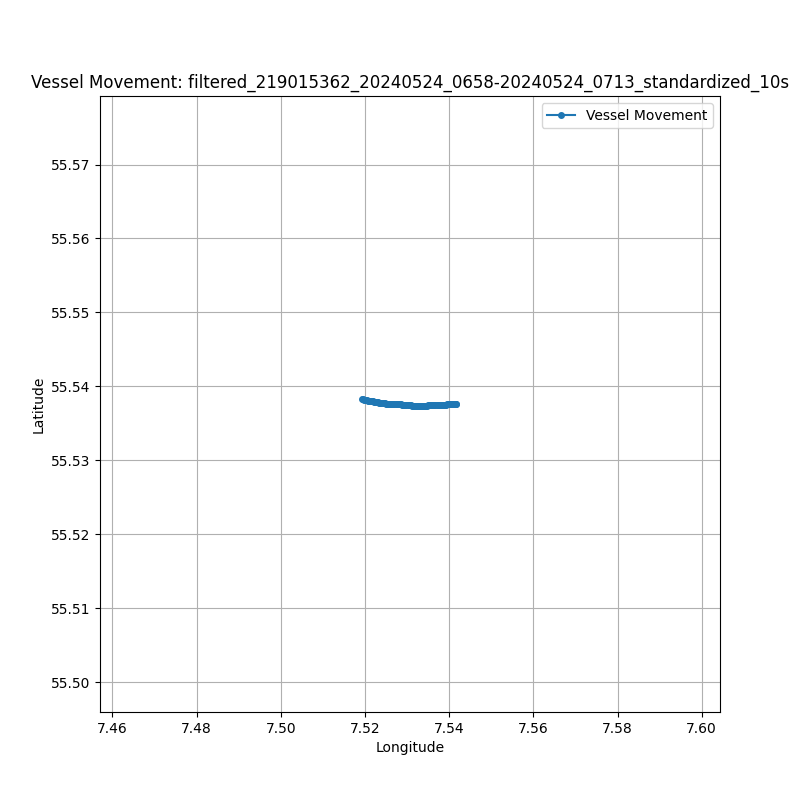 Vessel Movement: filtered_219015362_20240524_0658-20240524_0713_standardized_10s
Vessel Movement
55.57
55.56
55.55
55.54
55.53
55.52
55.51
55.50
Latitude
7.46 7.48 7.50 7.52 7.54 7.56 7.58 7.60
Longitude